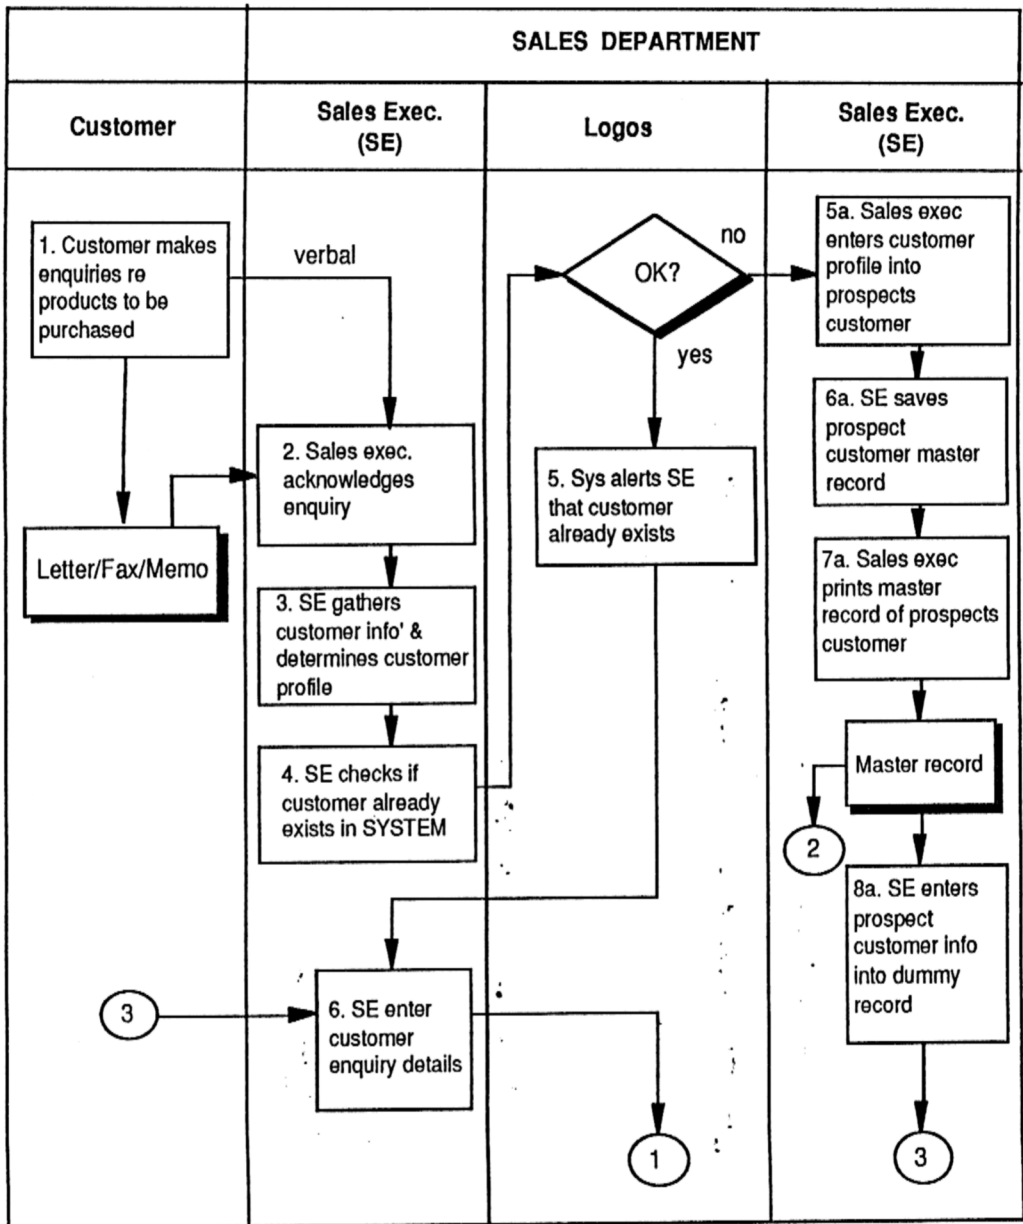 SALES DEPARTMENT
Customer
Sales Exec.
(SE)
Logos
Sales Exec.
(SE)
1. Customer makes
enquiries re
products to be
purchased
verbal
Letter/Fax/Memo
2. Sales exec.
acknowledges
enquiry
3. SE gathers
customer info' &
determines customer
profile
4. SE checks if
customer already
exists in SYSTEM
OK?
no
yes
5. Sys alerts SE
that customer
already exists
5a. Sales exec
enters customer
profile into
prospects
customer
6a. SE saves
prospect
customer master
record
7a. Sales exec
prints master
record of prospects
customer
Master record
2
8a. SE enters
prospect
customer info
into dummy
record
3
3
6. SE enter
customer
enquiry details
1